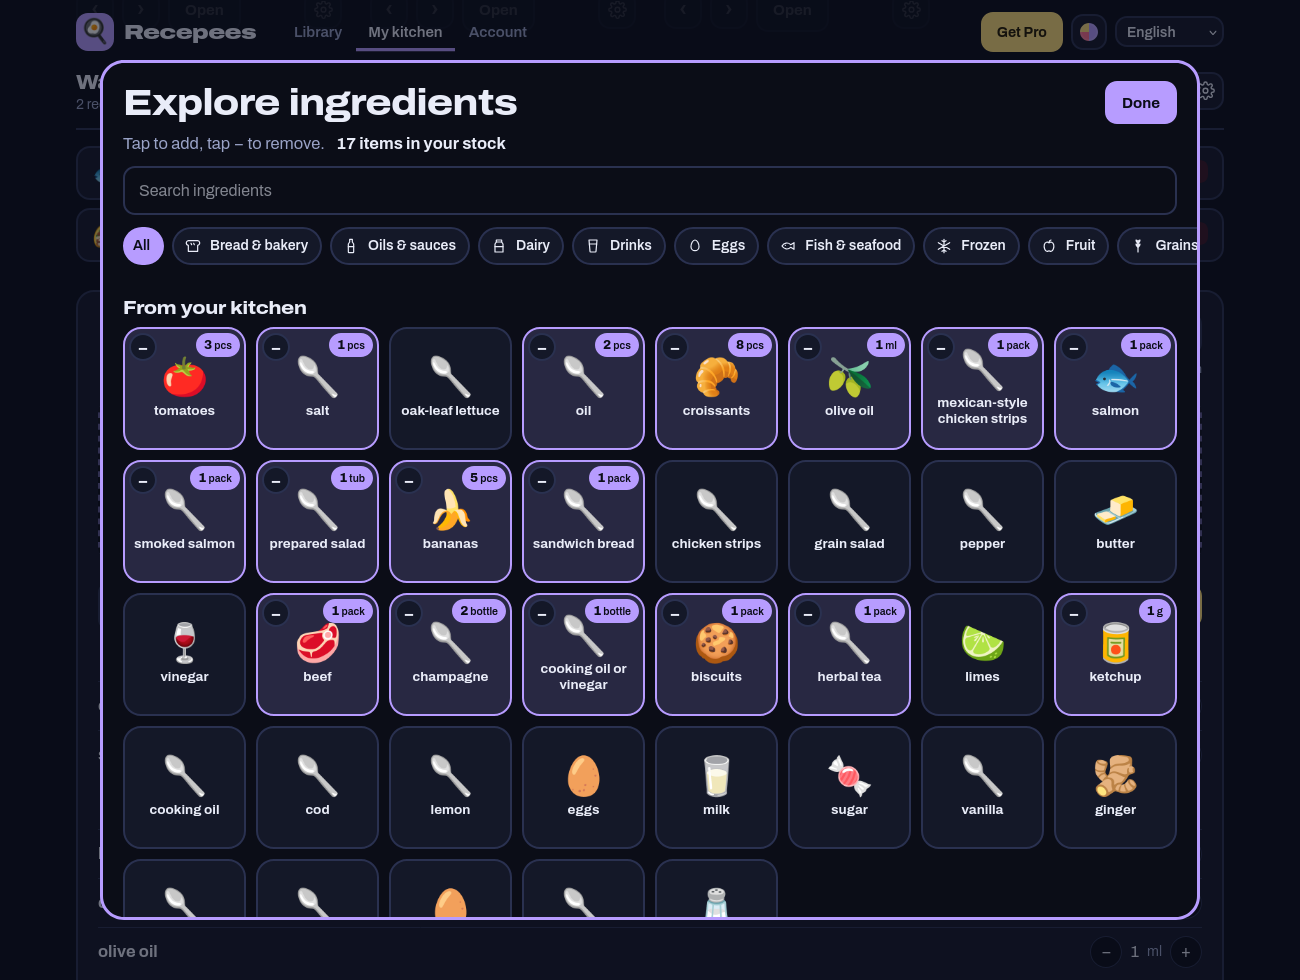 Open
Open
Open
Recepees
Library
My kitchen
Account
Get Pro
English
2 re
Explore ingredients
Done
Tap to add, tap – to remove. 17 items in your stock
Search ingredients
All
Bread & bakery
Oils & sauces
Dairy
Drinks
Eggs
Fish & seafood
Frozen
Fruit
Grains
From your kitchen
– 3 pcs
tomatoes
– 1 pcs
salt
oak-leaf lettuce
– 2 pcs
oil
– 8 pcs
croissants
– 1 ml
olive oil
– 1 pack
mexican-style
chicken strips
– 1 pack
salmon
– 1 pack
smoked salmon
– 1 tub
prepared salad
– 5 pcs
bananas
– 1 pack
sandwich bread
chicken strips
grain salad
pepper
butter
vinegar
– 1 pack
beef
– 2 bottle
champagne
– 1 bottle
cooking oil or
vinegar
– 1 pack
biscuits
– 1 pack
herbal tea
limes
– 1 g
ketchup
cooking oil
cod
lemon
eggs
milk
sugar
vanilla
ginger
olive oil
– 1 ml +